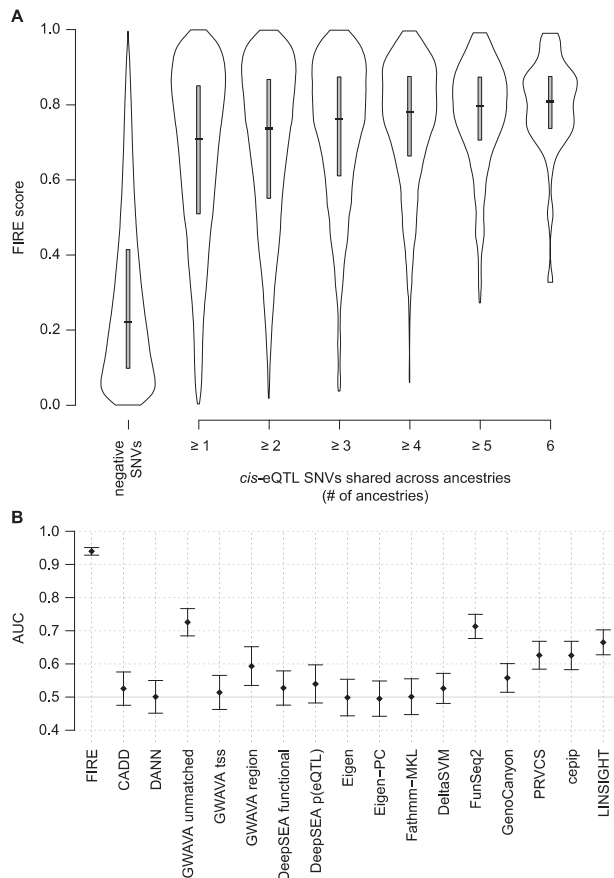 A
FIRE score
1.0
0.8
0.6
0.4
0.2
0.0
negative
SNVs
≥ 1
≥ 2
≥ 3
≥ 4
≥ 5
6
cis-eQTL SNVs shared across ancestries
(# of ancestries)
B
AUC
1.0
0.9
0.8
0.7
0.6
0.5
0.4
FIRE
CADD
DANN
GWAVA unmatched
GWAVA tss
GWAVA region
DeepSEA functional
DeepSEA p(eQTL)
Eigen
Eigen−PC
Fathmm−MKL
DeltaSVM
FunSeq2
GenoCanyon
PRVCS
cepip
LINSIGHT